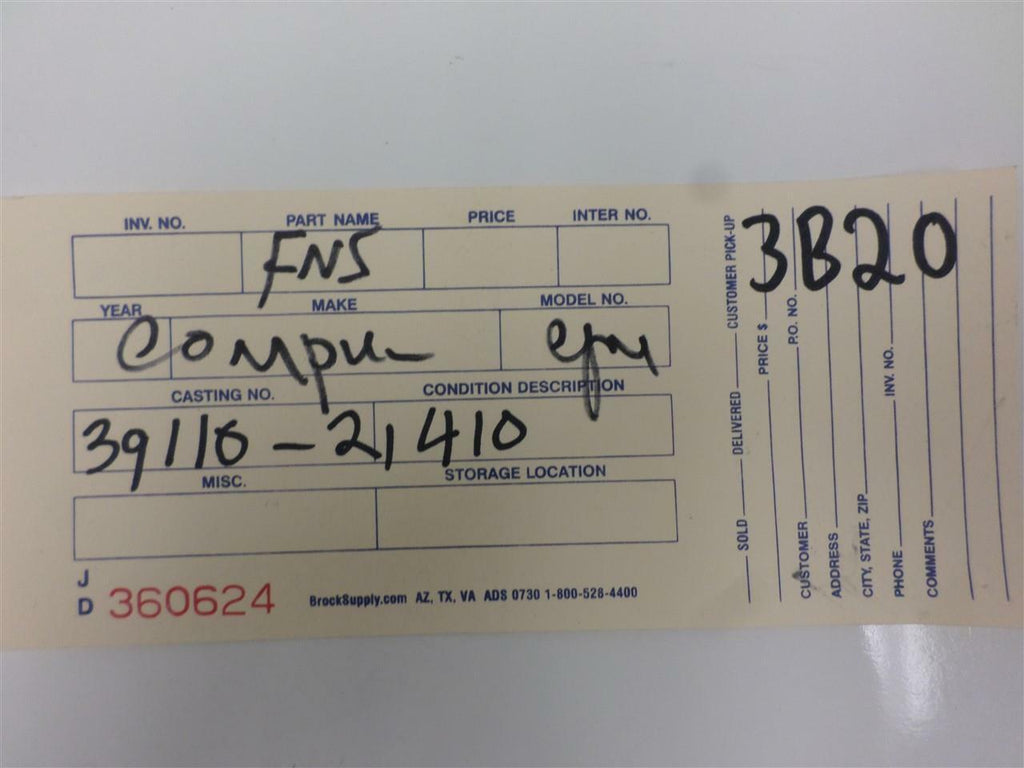 INV. NO. PART NAME PRICE INTER NO.
FNS
YEAR MAKE MODEL NO.
CASTING NO. CONDITION DESCRIPTION
39110-21410
MISC. STORAGE LOCATION
J
D 360624 BrockSupply.com AZ, TX, VA ADS 0730 1-800-528-4400
3B20
SOLD DELIVERED CUSTOMER PICK-UP
PRICE $
CUSTOMER P.O. NO.
ADDRESS
CITY, STATE, ZIP
PHONE INV. NO.
COMMENTS